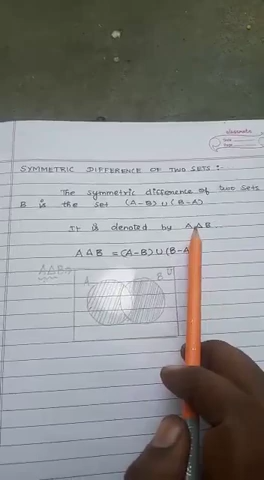 SYMMETRIC DIFFERENCE OF TWO SETS:-
The symmetric difference of two sets
B is the set (A-B) ∪ (B-A)
It is denoted by A∆B
A∆B = (A-B) ∪ (B-A
A∆B
A B U